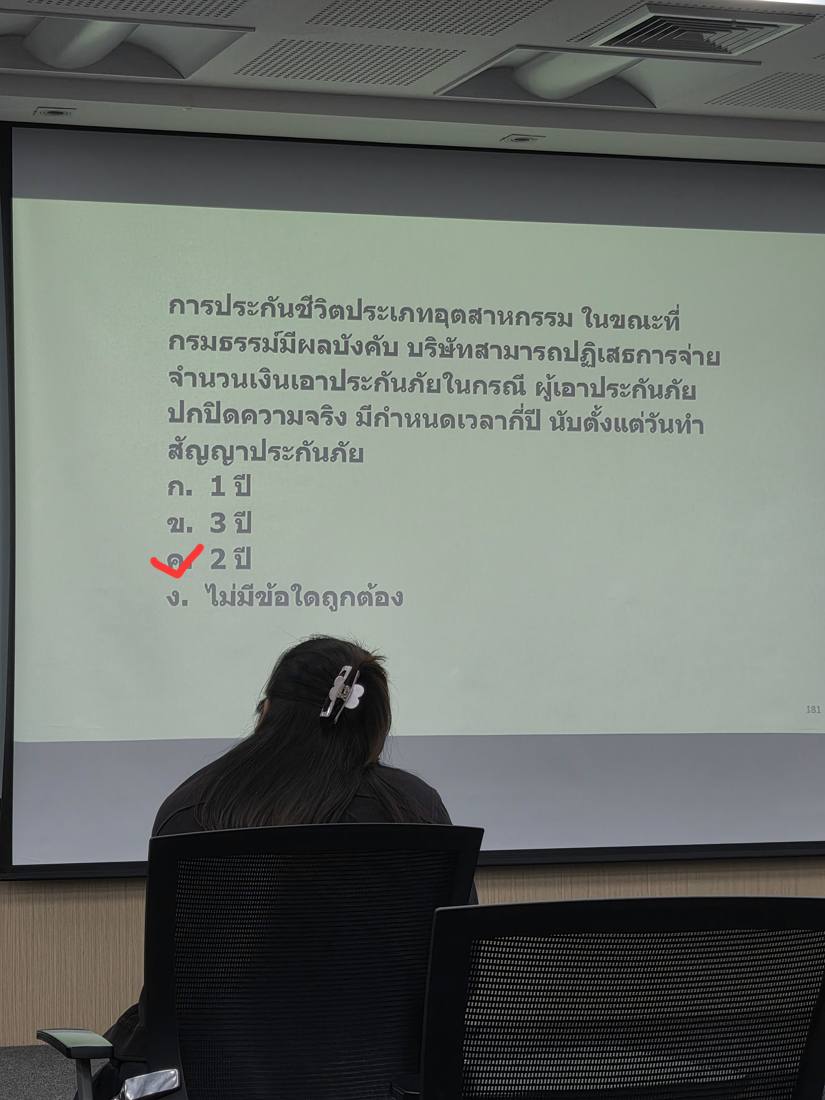 การประกันชีวิตประเภทอุตสาหกรรม ในขณะที่
กรมธรรม์มีผลบังคับ บริษัทสามารถปฏิเสธการจ่าย
จำนวนเงินเอาประกันภัยในกรณี ผู้เอาประกันภัย
ปกปิดความจริง มีกำหนดเวลากี่ปี นับตั้งแต่วันทำ
สัญญาประกันภัย
ก. 1 ปี
ข. 3 ปี
ค. 2 ปี
ง. ไม่มีข้อใดถูกต้อง
181